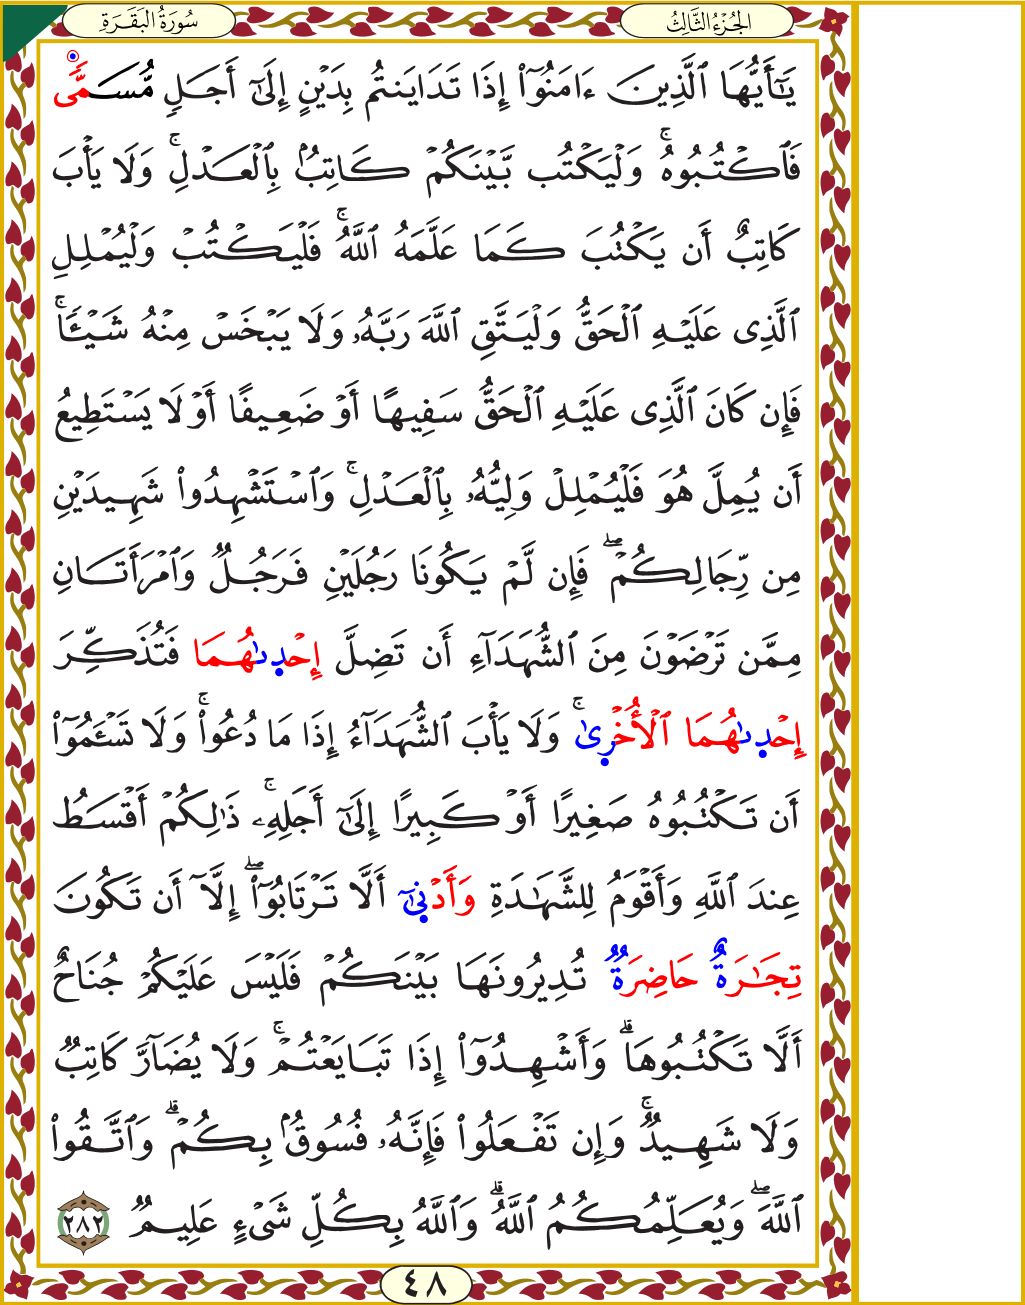 الجُزْءُ الثَّالِثُ
سُورَةُ البَقَرَةِ
يَٰٓأَيُّهَا ٱلَّذِينَ ءَامَنُوٓاْ إِذَا تَدَايَنتُم بِدَيْنٍ إِلَىٰٓ أَجَلٍ مُّسَمًّى
فَٱكْتُبُوهُۚ وَلْيَكْتُب بَّيْنَكُمْ كَاتِبُۢ بِٱلْعَدْلِۚ وَلَا يَأْبَ
كَاتِبٌ أَن يَكْتُبَ كَمَا عَلَّمَهُ ٱللَّهُۚ فَلْيَكْتُبْ وَلْيُمْلِلِ
ٱلَّذِى عَلَيْهِ ٱلْحَقُّ وَلْيَتَّقِ ٱللَّهَ رَبَّهُۥ وَلَا يَبْخَسْ مِنْهُ شَيْـًٔاۚ
فَإِن كَانَ ٱلَّذِى عَلَيْهِ ٱلْحَقُّ سَفِيهًا أَوْ ضَعِيفًا أَوْ لَا يَسْتَطِيعُ
أَن يُمِلَّ هُوَ فَلْيُمْلِلْ وَلِيُّهُۥ بِٱلْعَدْلِۚ وَٱسْتَشْهِدُواْ شَهِيدَيْنِ
مِن رِّجَالِكُمْۖ فَإِن لَّمْ يَكُونَا رَجُلَيْنِ فَرَجُلٌ وَٱمْرَأَتَانِ
مِمَّن تَرْضَوْنَ مِنَ ٱلشُّهَدَآءِ أَن تَضِلَّ إِحْدٜىٰهُمَا فَتُذَكِّرَ
إِحْدٜىٰهُمَا ٱلْأُخْرٜىٰۚ وَلَا يَأْبَ ٱلشُّهَدَآءُ إِذَا مَا دُعُواْۚ وَلَا تَسْـَٔمُوٓاْ
أَن تَكْتُبُوهُ صَغِيرًا أَوْ كَبِيرًا إِلَىٰٓ أَجَلِهِۦۚ ذَٰلِكُمْ أَقْسَطُ
عِندَ ٱللَّهِ وَأَقْوَمُ لِلشَّهَٰدَةِ وَأَدْنٜىٰٓ أَلَّا تَرْتَابُوٓاْۖ إِلَّآ أَن تَكُونَ
تِجَٰرَةٌ حَاضِرَةٌ تُدِيرُونَهَا بَيْنَكُمْ فَلَيْسَ عَلَيْكُمْ جُنَاحٌ
أَلَّا تَكْتُبُوهَاۗ وَأَشْهِدُوٓاْ إِذَا تَبَايَعْتُمْۚ وَلَا يُضَآرَّ كَاتِبٌ
وَلَا شَهِيدٌۚ وَإِن تَفْعَلُواْ فَإِنَّهُۥ فُسُوقُۢ بِكُمْۗ وَٱتَّقُواْ
ٱللَّهَۖ وَيُعَلِّمُكُمُ ٱللَّهُۗ وَٱللَّهُ بِكُلِّ شَىْءٍ عَلِيمٌ ٢٨٢
٤٨